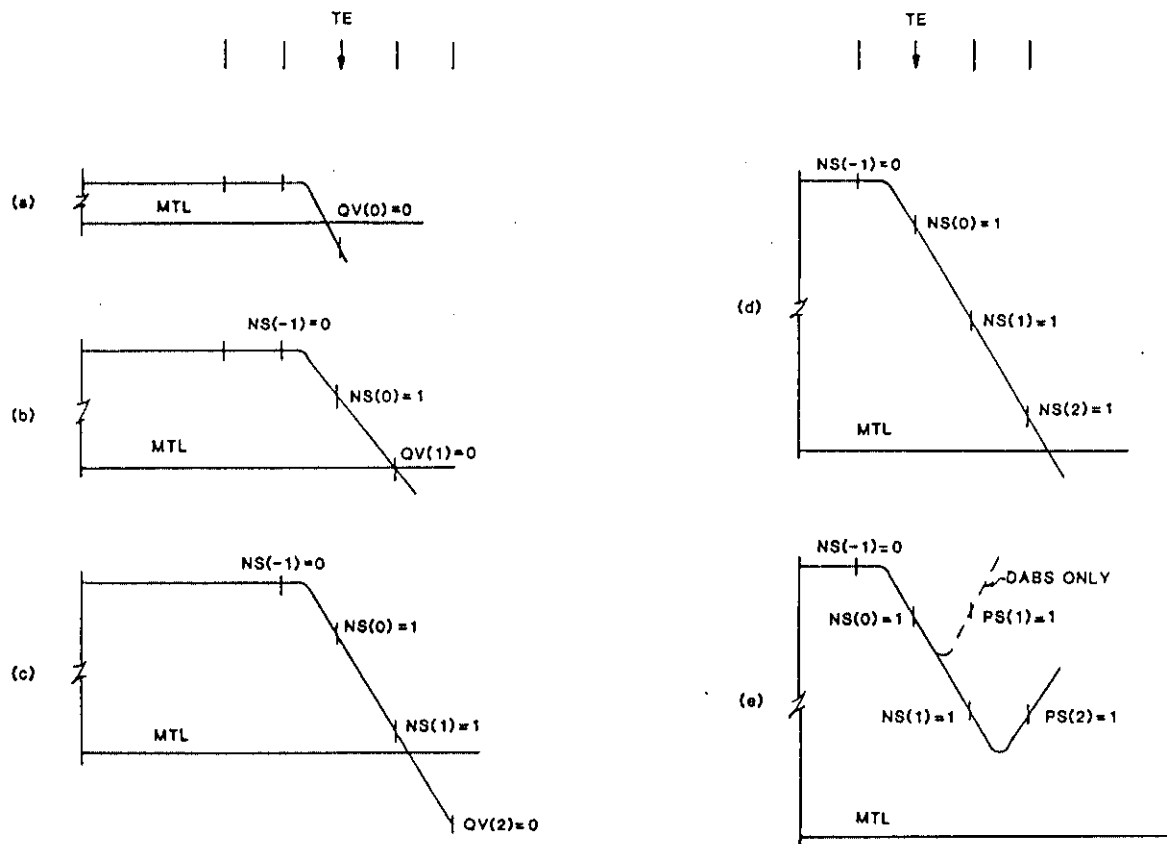 TE
(a)
MTL
QV(0)=0
(b)
NS(-1)=0
NS(0)=1
MTL
QV(1)=0
(c)
NS(-1)=0
NS(0)=1
NS(1)=1
MTL
QV(2)=0
TE
(d)
NS(-1)=0
NS(0)=1
NS(1)=1
NS(2)=1
MTL
(e)
NS(-1)=0
DABS ONLY
NS(0)=1
PS(1)=1
NS(1)=1
PS(2)=1
MTL